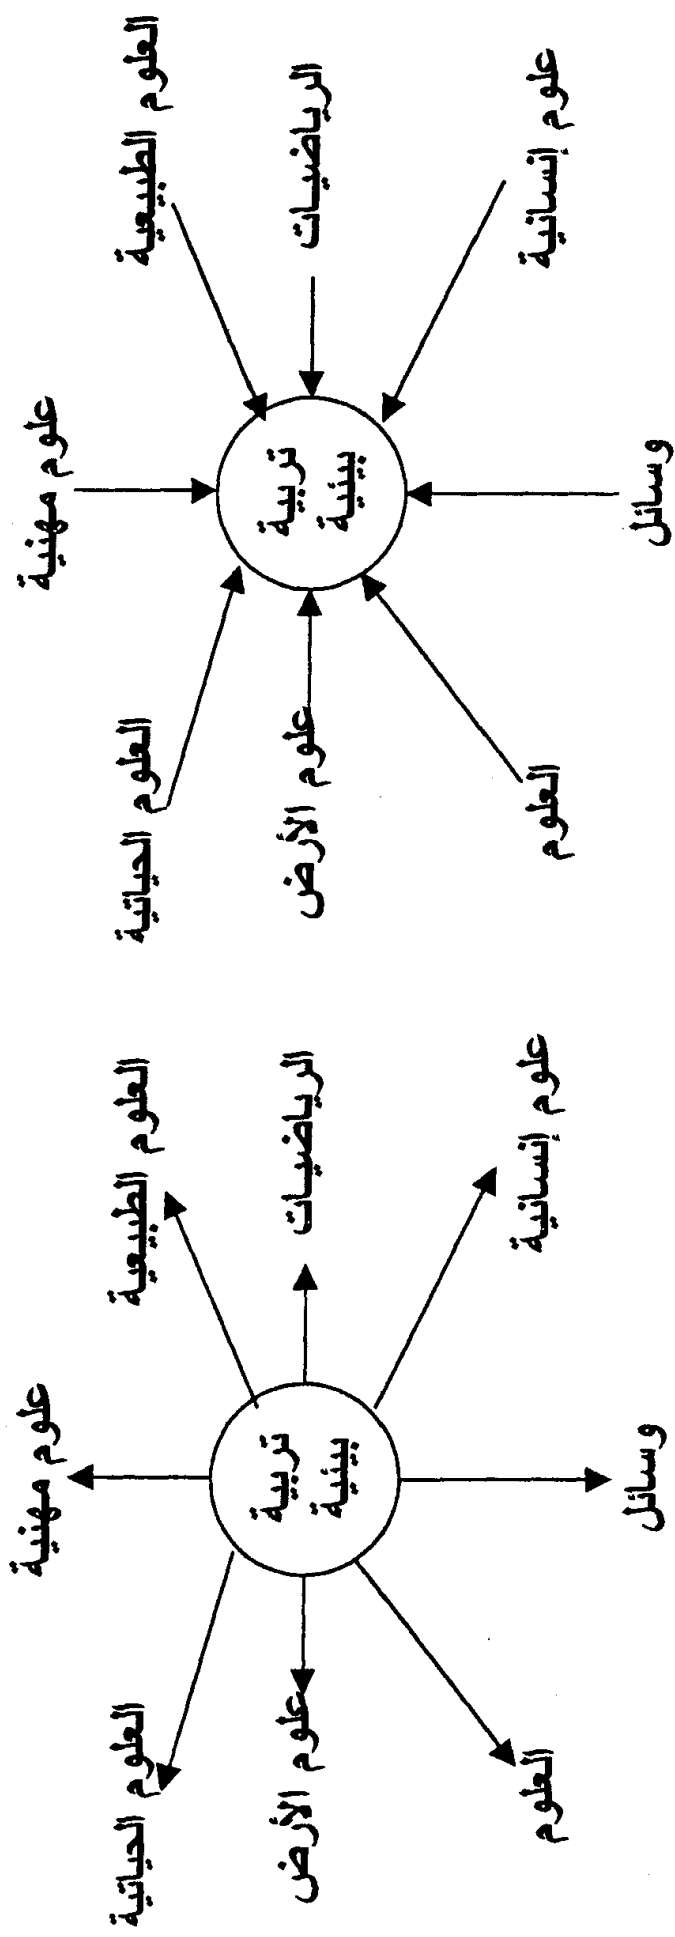 علوم مهنية
العلوم الطبيعية
العلوم الحياتية
الرياضيات
تربية
بيئية
علوم الأرض
علوم إنسانية
العلوم
وسائل
علوم مهنية
العلوم الطبيعية
العلوم الحياتية
الرياضيات
تربية
بيئية
علوم الأرض
علوم إنسانية
العلوم
وسائل